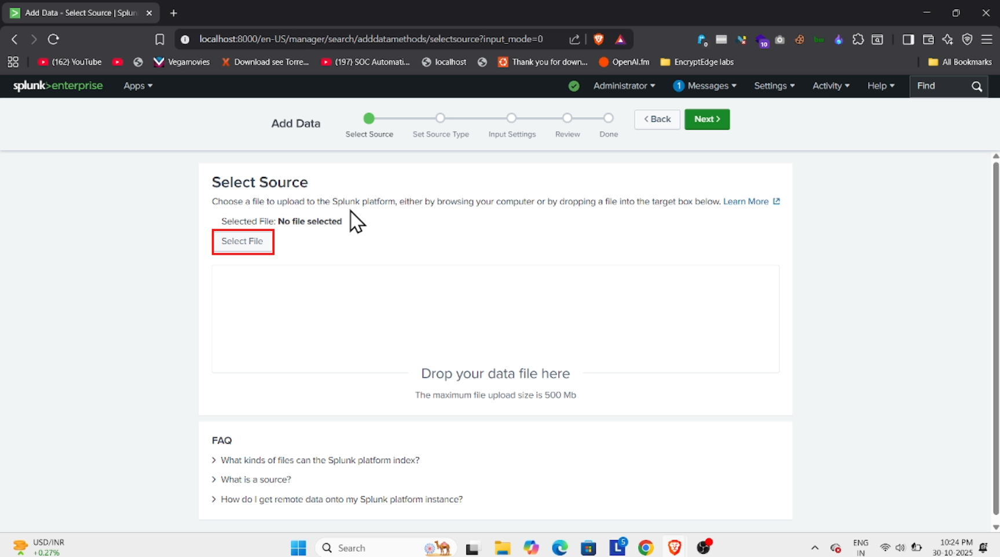 Add Data - Select Source | Splun
localhost:8000/en-US/manager/search/adddatamethods/selectsource?input_mode=0
0
10
(162) YouTube
Vegamovies
Download see Torre...
(197) SOC Automati...
localhost
Thank you for down...
OpenAI.fm
EncryptEdge labs
All Bookmarks
splunk>enterprise
Apps
Administrator
1 Messages
Settings
Activity
Help
Find
Add Data
Select Source
Set Source Type
Input Settings
Review
Done
< Back
Next >
Select Source
Choose a file to upload to the Splunk platform, either by browsing your computer or by dropping a file into the target box below. Learn More
Selected File: No file selected
Select File
Drop your data file here
The maximum file upload size is 500 Mb
FAQ
> What kinds of files can the Splunk platform index?
> What is a source?
> How do I get remote data onto my Splunk platform instance?
USD/INR
+0.27%
Search
L
5
ENG
IN
10:24 PM
30-10-2025